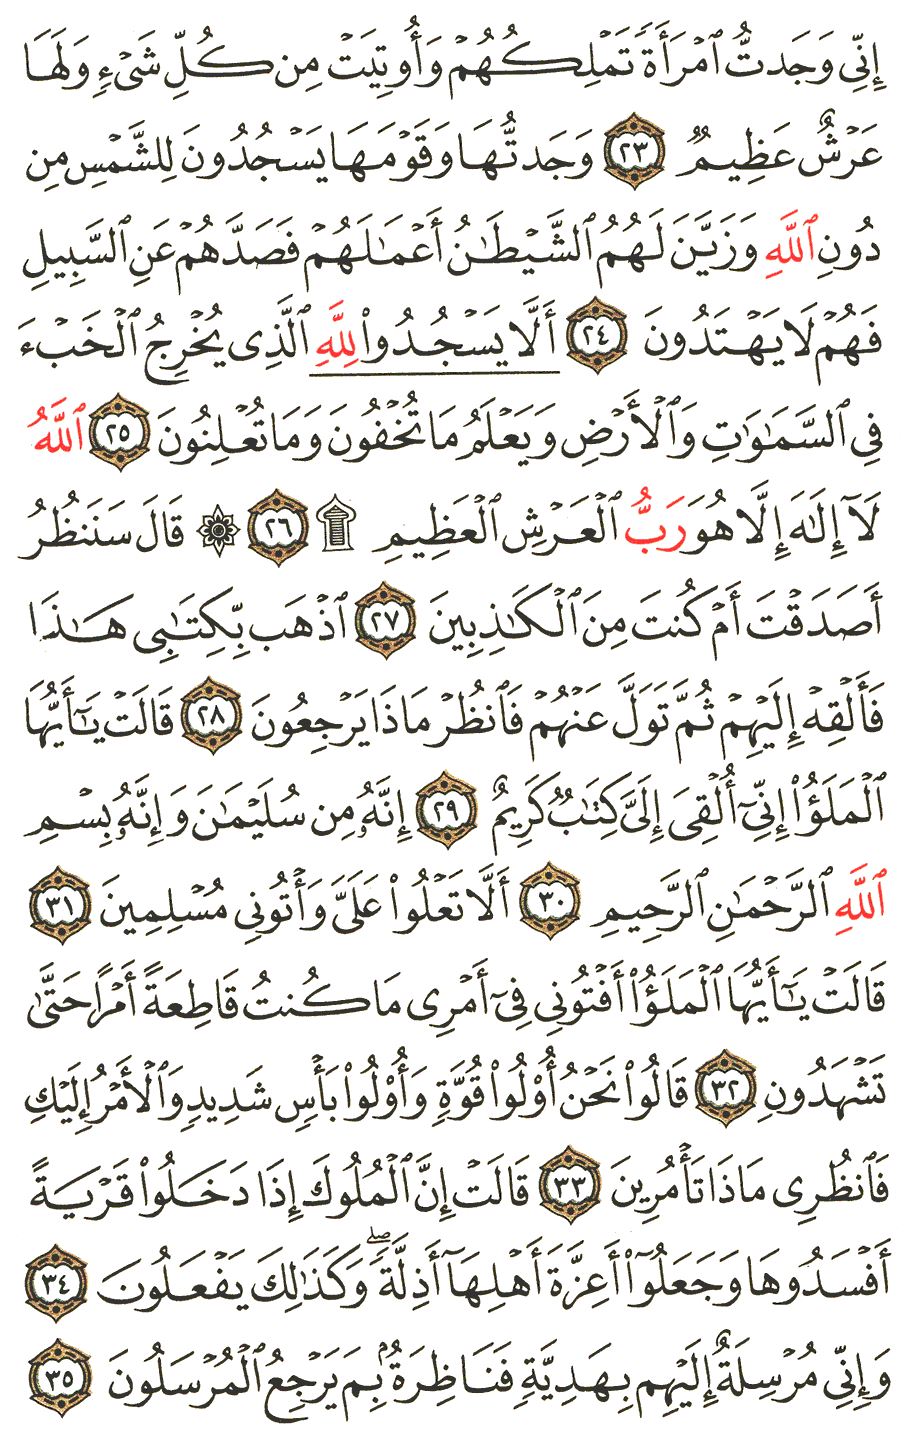 إِنِّي وَجَدتُّ ٱمۡرَأَةٗ تَمۡلِكُهُمۡ وَأُوتِيَتۡ مِن كُلِّ شَيۡءٖ وَلَهَا
عَرۡشٌ عَظِيمٞ ٢٣ وَجَدتُّهَا وَقَوۡمَهَا يَسۡجُدُونَ لِلشَّمۡسِ مِن
دُونِ ٱللَّهِ وَزَيَّنَ لَهُمُ ٱلشَّيۡطَٰنُ أَعۡمَٰلَهُمۡ فَصَدَّهُمۡ عَنِ ٱلسَّبِيلِ
فَهُمۡ لَا يَهۡتَدُونَ ٢٤ أَلَّاۤ يَسۡجُدُواْۤ لِلَّهِۤ ٱلَّذِي يُخۡرِجُ ٱلۡخَبۡءَ
فِي ٱلسَّمَٰوَٰتِ وَٱلۡأَرۡضِ وَيَعۡلَمُ مَا تُخۡفُونَ وَمَا تُعۡلِنُونَ ٢٥ ٱللَّهُ
لَآ إِلَٰهَ إِلَّا هُوَ رَبُّ ٱلۡعَرۡشِ ٱلۡعَظِيمِ ۩ ٢٦ ۞ قَالَ سَنَنظُرُ
أَصَدَقۡتَ أَمۡ كُنتَ مِنَ ٱلۡكَٰذِبِينَ ٢٧ ٱذۡهَب بِّكِتَٰبِي هَٰذَا
فَأَلۡقِهۡ إِلَيۡهِمۡ ثُمَّ تَوَلَّ عَنۡهُمۡ فَٱنظُرۡ مَاذَا يَرۡجِعُونَ ٢٨ قَالَتۡ يَٰٓأَيُّهَا
ٱلۡمَلَؤُاْ إِنِّيٓ أُلۡقِيَ إِلَيَّ كِتَٰبٞ كَرِيمٌ ٢٩ إِنَّهُۥ مِن سُلَيۡمَٰنَ وَإِنَّهُۥ بِسۡمِ
ٱللَّهِ ٱلرَّحۡمَٰنِ ٱلرَّحِيمِ ٣٠ أَلَّا تَعۡلُواْ عَلَيَّ وَأۡتُونِي مُسۡلِمِينَ ٣١
قَالَتۡ يَٰٓأَيُّهَا ٱلۡمَلَؤُاْ أَفۡتُونِي فِيٓ أَمۡرِي مَا كُنتُ قَاطِعَةً أَمۡرًا حَتَّىٰ
تَشۡهَدُونِ ٣٢ قَالُواْ نَحۡنُ أُوْلُواْ قُوَّةٖ وَأُوْلُواْ بَأۡسٖ شَدِيدٖ وَٱلۡأَمۡرُ إِلَيۡكِ
فَٱنظُرِي مَاذَا تَأۡمُرِينَ ٣٣ قَالَتۡ إِنَّ ٱلۡمُلُوكَ إِذَا دَخَلُواْ قَرۡيَةً
أَفۡسَدُوهَا وَجَعَلُوٓاْ أَعِزَّةَ أَهۡلِهَآ أَذِلَّةٗۖ وَكَذَٰلِكَ يَفۡعَلُونَ ٣٤
وَإِنِّي مُرۡسِلَةٌ إِلَيۡهِم بِهَدِيَّةٖ فَنَاظِرَةُۢ بِمَ يَرۡجِعُ ٱلۡمُرۡسَلُونَ ٣٥